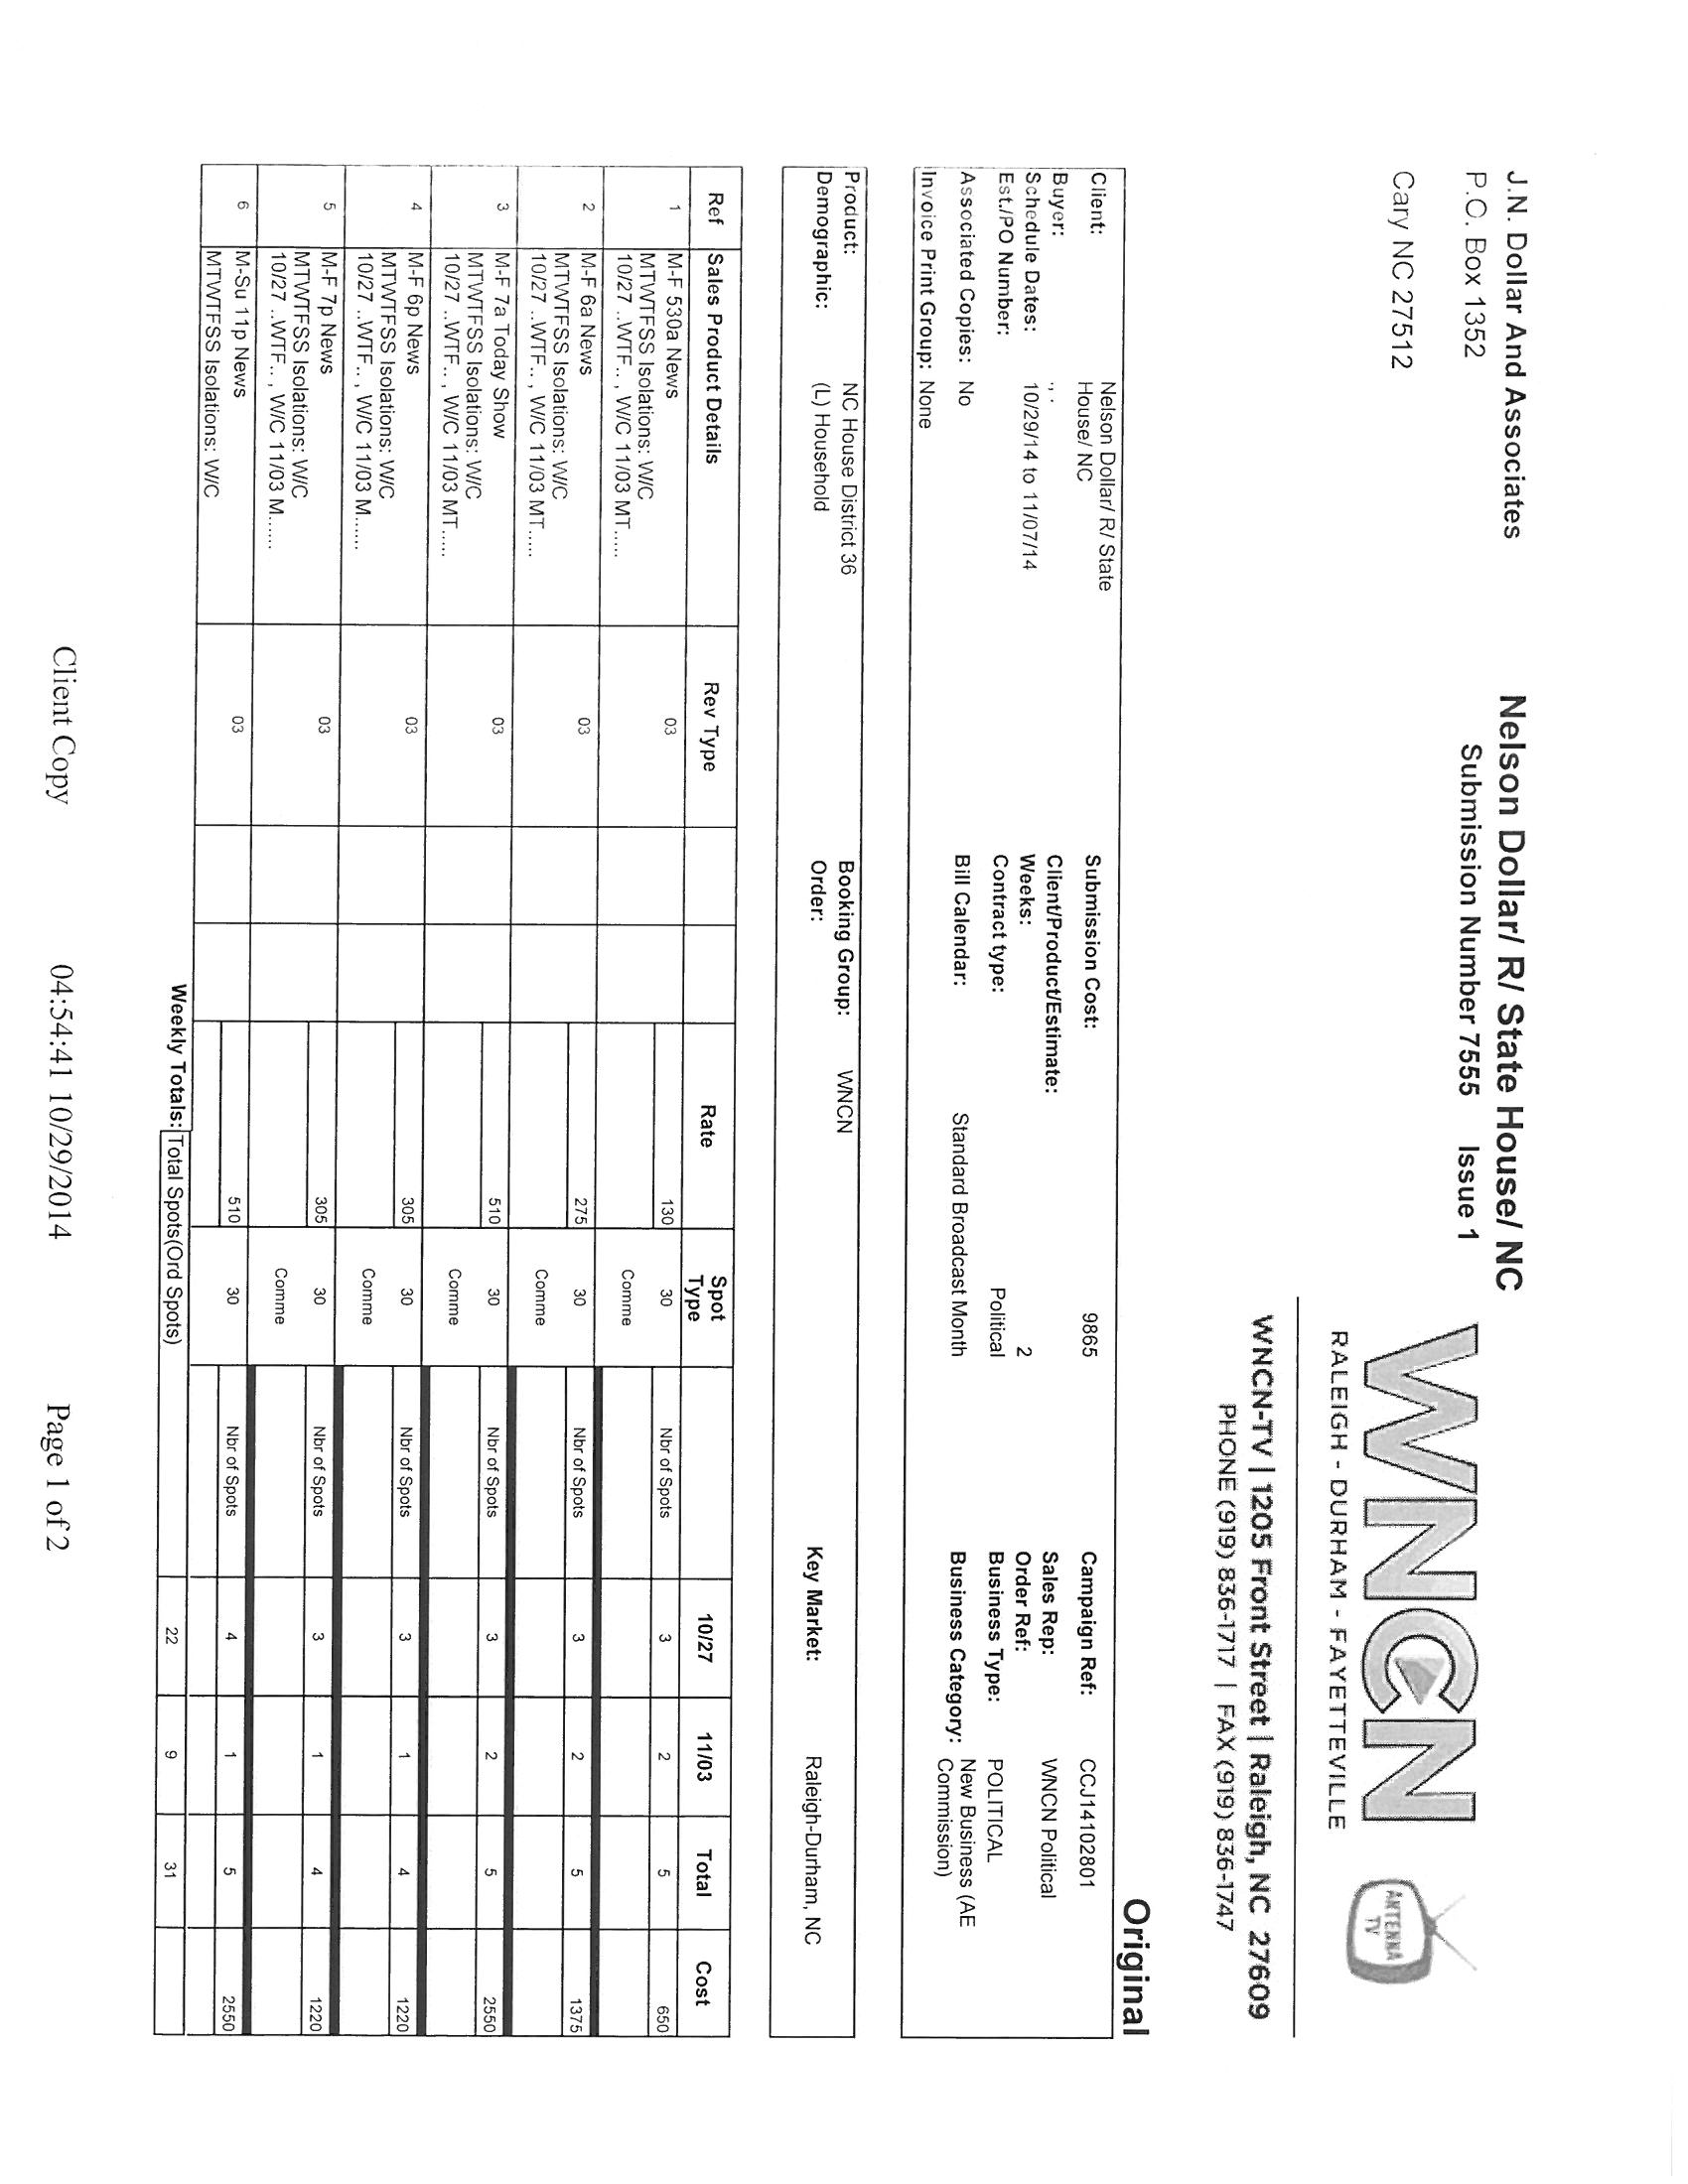 J.N. Dollar And Associates
P.O. Box 1352
Cary NC 27512
Nelson Dollar/ R/ State House/ NC
Submission Number 7555 Issue 1
WNCN
RALEIGH - DURHAM - FAYETTEVILLE
ANTENNA
TV
WNCN-TV | 1205 Front Street | Raleigh, NC 27609
PHONE (919) 836-1717 | FAX (919) 836-1747
Original
Client: Nelson Dollar/ R/ State House/ NC Submission Cost: 9865 Campaign Ref: CCJ14102801
Buyer: ., . Client/Product/Estimate: Sales Rep: WNCN Political
Schedule Dates: 10/29/14 to 11/07/14 Weeks: 2 Order Ref:
Est./PO Number: Contract type: Political Business Type: POLITICAL
Associated Copies: No Bill Calendar: Standard Broadcast Month Business Category: New Business (AE Commission)
Invoice Print Group: None
Product: NC House District 36 Booking Group: WNCN Key Market: Raleigh-Durham, NC
Demographic: (L) Household Order:
Ref Sales Product Details Rev Type Rate Spot Type 10/27 11/03 Total Cost
1 M-F 530a News 03 130 30 Nbr of Spots 3 2 5 650
MTWTFSS Isolations: W/C Comme
10/27 ..WTF.. , W/C 11/03 MT.....
2 M-F 6a News 03 275 30 Nbr of Spots 3 2 5 1375
MTWTFSS Isolations: W/C Comme
10/27 ..WTF.. , W/C 11/03 MT.....
3 M-F 7a Today Show 03 510 30 Nbr of Spots 3 2 5 2550
MTWTFSS Isolations: W/C Comme
10/27 ..WTF.. , W/C 11/03 MT.....
4 M-F 6p News 03 305 30 Nbr of Spots 3 1 4 1220
MTWTFSS Isolations: W/C Comme
10/27 ..WTF.. , W/C 11/03 M......
5 M-F 7p News 03 305 30 Nbr of Spots 3 1 4 1220
MTWTFSS Isolations: W/C Comme
10/27 ..WTF.. , W/C 11/03 M......
6 M-Su 11p News 03 510 30 Nbr of Spots 4 1 5 2550
MTWTFSS Isolations: W/C
Weekly Totals: Total Spots(Ord Spots) 22 9 31
Client Copy 04:54:41 10/29/2014 Page 1 of 2